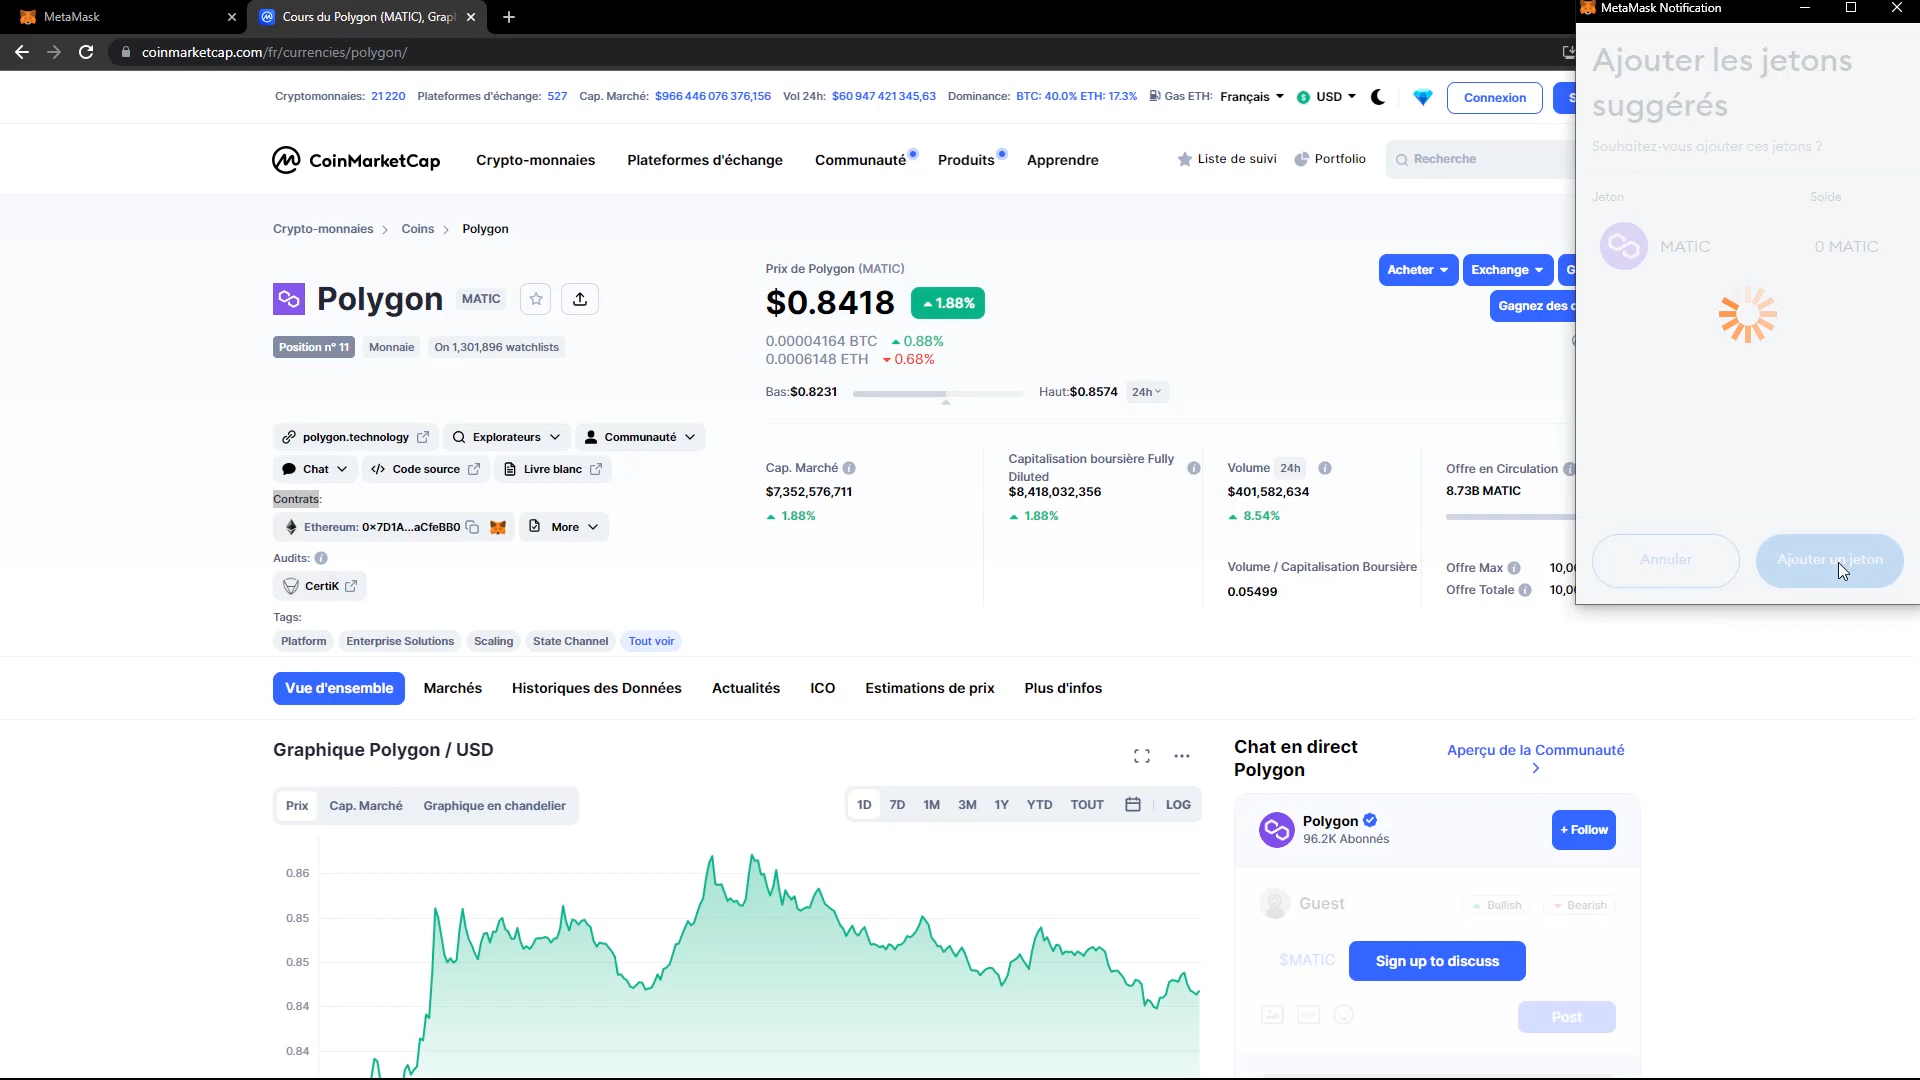 MetaMask
Cours du Polygon (MATIC), Grap
MetaMask Notification
coinmarketcap.com/fr/currencies/polygon/
Cryptomonnaies: 21220 Plateformes d'échange: 527 Cap. Marché: $966 446 076 376,156 Vol 24h: $60 947 421 345,63 Dominance: BTC: 40.0% ETH: 17.3% Gas ETH: Français USD Connexion S
CoinMarketCap Crypto-monnaies Plateformes d'échange Communauté Produits Apprendre Liste de suivi Portfolio Recherche
Crypto-monnaies > Coins > Polygon
Polygon MATIC
Position n° 11 Monnaie On 1,301,896 watchlists
polygon.technology Explorateurs Communauté
Chat Code source Livre blanc
Contrats:
Ethereum: 0x7D1A...aCfeBB0 More
Audits:
CertiK
Tags:
Platform Enterprise Solutions Scaling State Channel Tout voir
Prix de Polygon (MATIC)
$0.8418 1.88%
0.00004164 BTC 0.88%
0.0006148 ETH 0.68%
Bas:$0.8231 Haut:$0.8574 24h
Acheter Exchange G
Gagnez des c
Cap. Marché
$7,352,576,711
1.88%
Capitalisation boursière Fully
Diluted
$8,418,032,356
1.88%
Volume 24h
$401,582,634
8.54%
Volume / Capitalisation Boursière
0.05499
Offre en Circulation
8.73B MATIC
Offre Max 10,0
Offre Totale 10,0
Ajouter les jetons
suggérés
Souhaitez-vous ajouter ces jetons ?
Jeton Solde
MATIC 0 MATIC
Annuler Ajouter un jeton
Vue d'ensemble Marchés Historiques des Données Actualités ICO Estimations de prix Plus d'infos
Graphique Polygon / USD
Prix Cap. Marché Graphique en chandelier
1D 7D 1M 3M 1Y YTD TOUT LOG
0.86
0.85
0.85
0.84
0.84
Chat en direct
Polygon
Aperçu de la Communauté
>
Polygon
96.2K Abonnés
+ Follow
Guest Bullish Bearish
$MATIC Sign up to discuss
GIF
Post